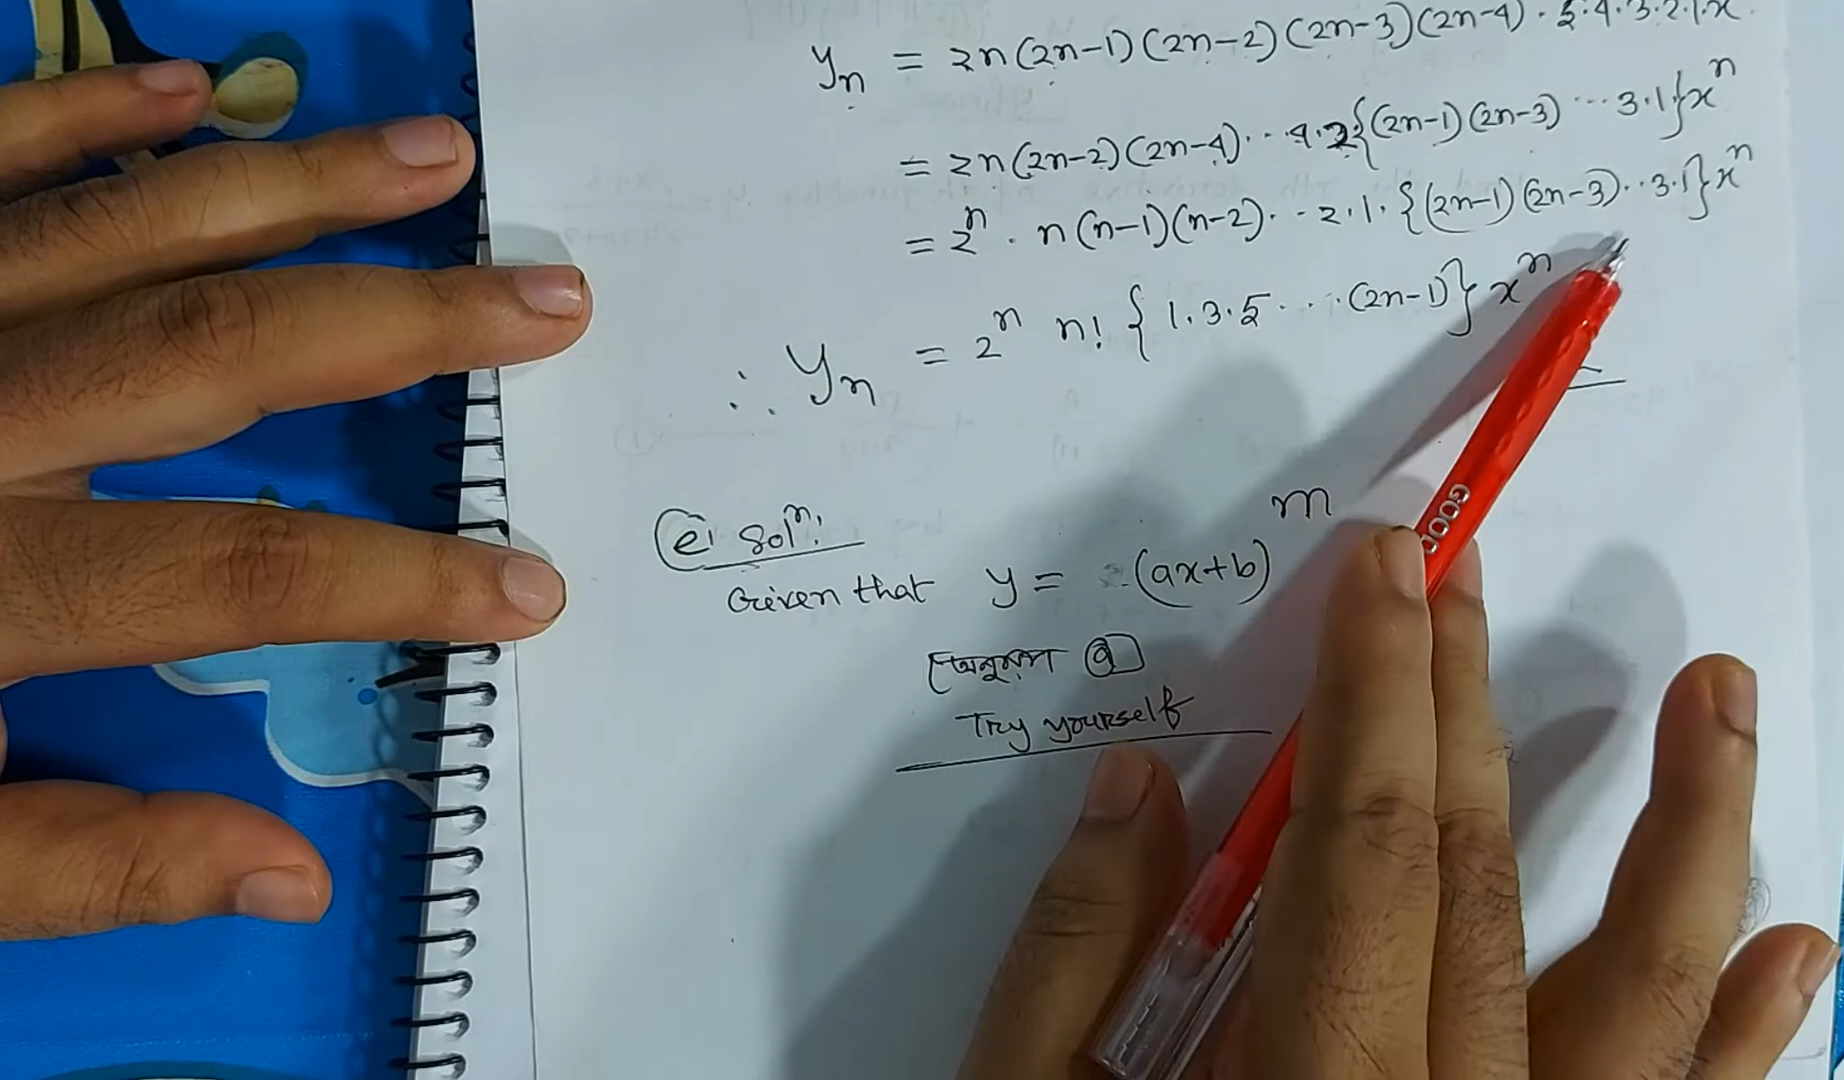 yₙ = 2n(2n-1)(2n-2)(2n-3)(2n-4) · 5·4·3·2·1·x
= 2n(2n-2)(2n-4)···4·2{(2n-1)(2n-3)···3·1}xⁿ
= 2ⁿ · n(n-1)(n-2)···2·1·{(2n-1)(2n-3)··3·1}xⁿ
∴ yₙ = 2ⁿ n! {1·3·5····(2n-1)} xⁿ
(e) Solⁿ:
Given that y = (ax+b)ᵐ
অনুরূপ (a)
Try yourself
GOOD